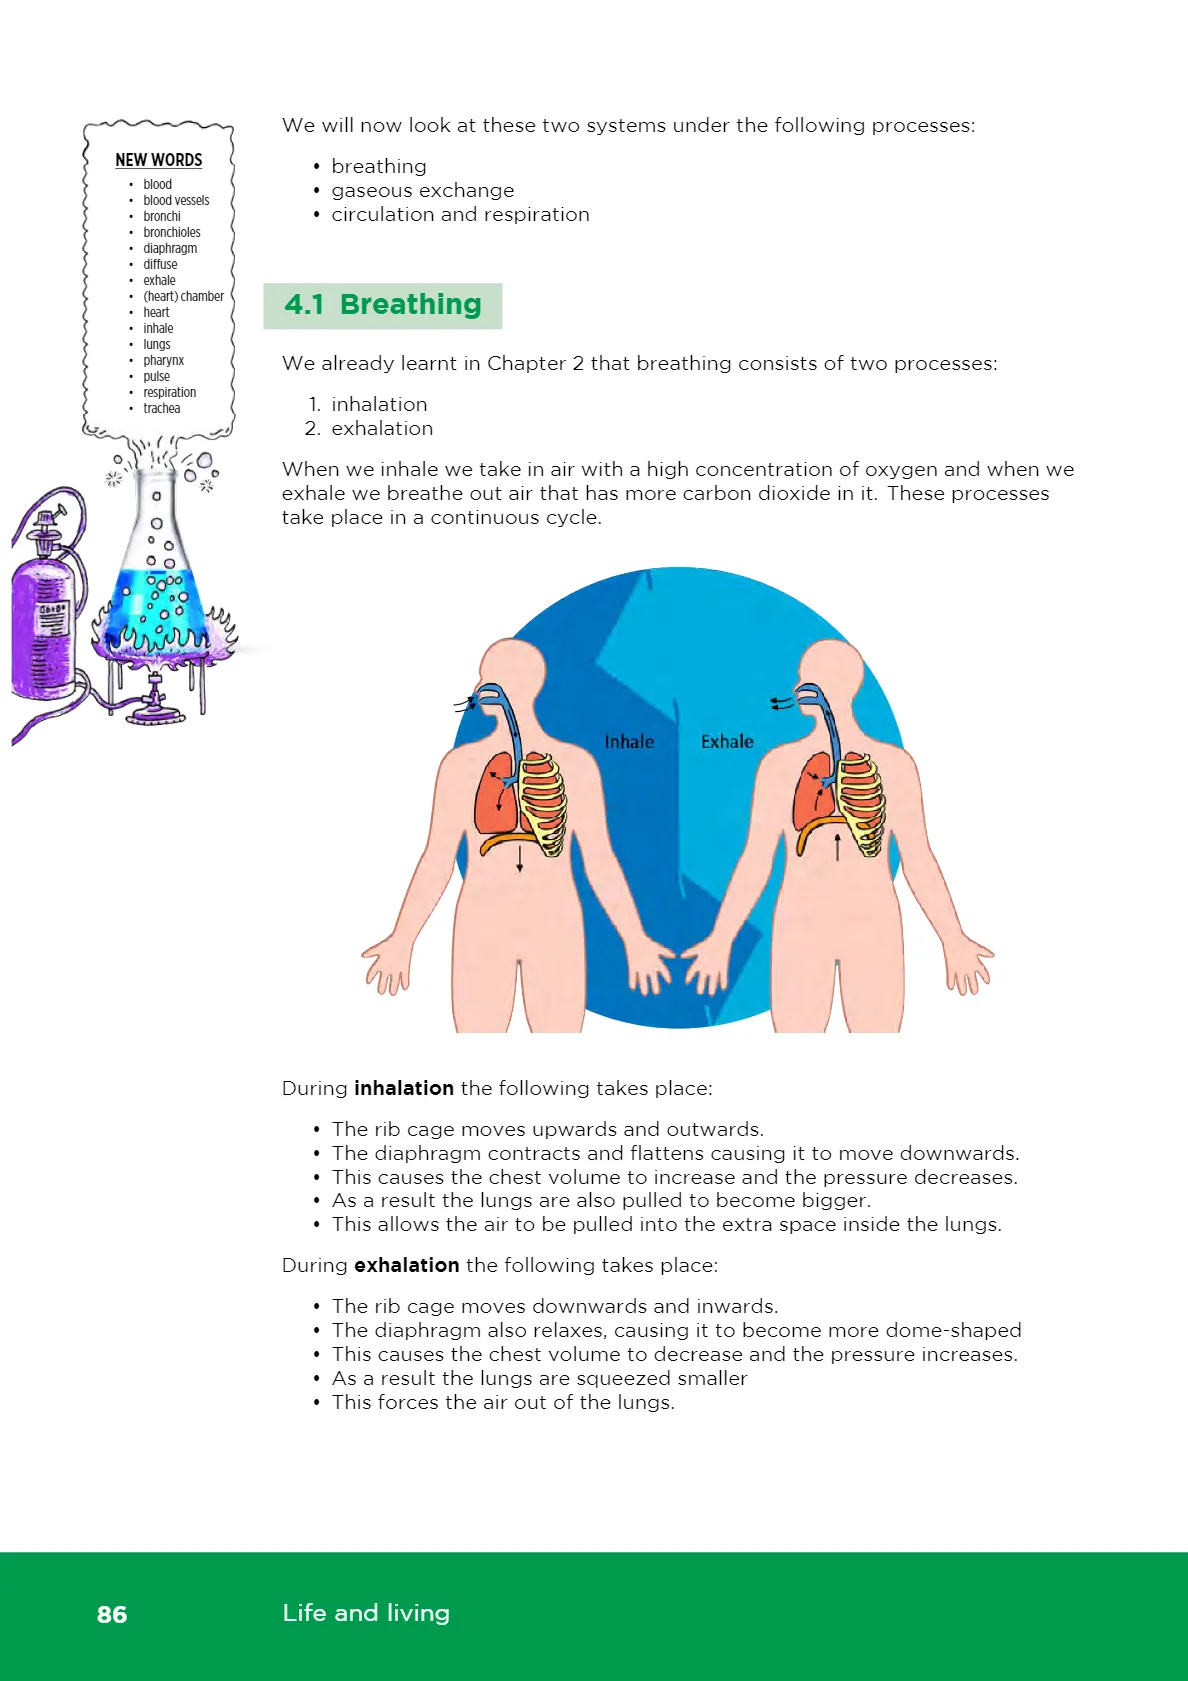 We will now look at these two systems under the following processes:
• breathing
• gaseous exchange
• circulation and respiration
NEW WORDS
• blood
• blood vessels
• bronchi
• bronchioles
• diaphragm
• diffuse
• exhale
• (heart) chamber
• heart
• inhale
• lungs
• pharynx
• pulse
• respiration
• trachea
4.1 Breathing
We already learnt in Chapter 2 that breathing consists of two processes:
1. inhalation
2. exhalation
When we inhale we take in air with a high concentration of oxygen and when we
exhale we breathe out air that has more carbon dioxide in it. These processes
take place in a continuous cycle.
Inhale
Exhale
During inhalation the following takes place:
• The rib cage moves upwards and outwards.
• The diaphragm contracts and flattens causing it to move downwards.
• This causes the chest volume to increase and the pressure decreases.
• As a result the lungs are also pulled to become bigger.
• This allows the air to be pulled into the extra space inside the lungs.
During exhalation the following takes place:
• The rib cage moves downwards and inwards.
• The diaphragm also relaxes, causing it to become more dome-shaped
• This causes the chest volume to decrease and the pressure increases.
• As a result the lungs are squeezed smaller
• This forces the air out of the lungs.
86
Life and living